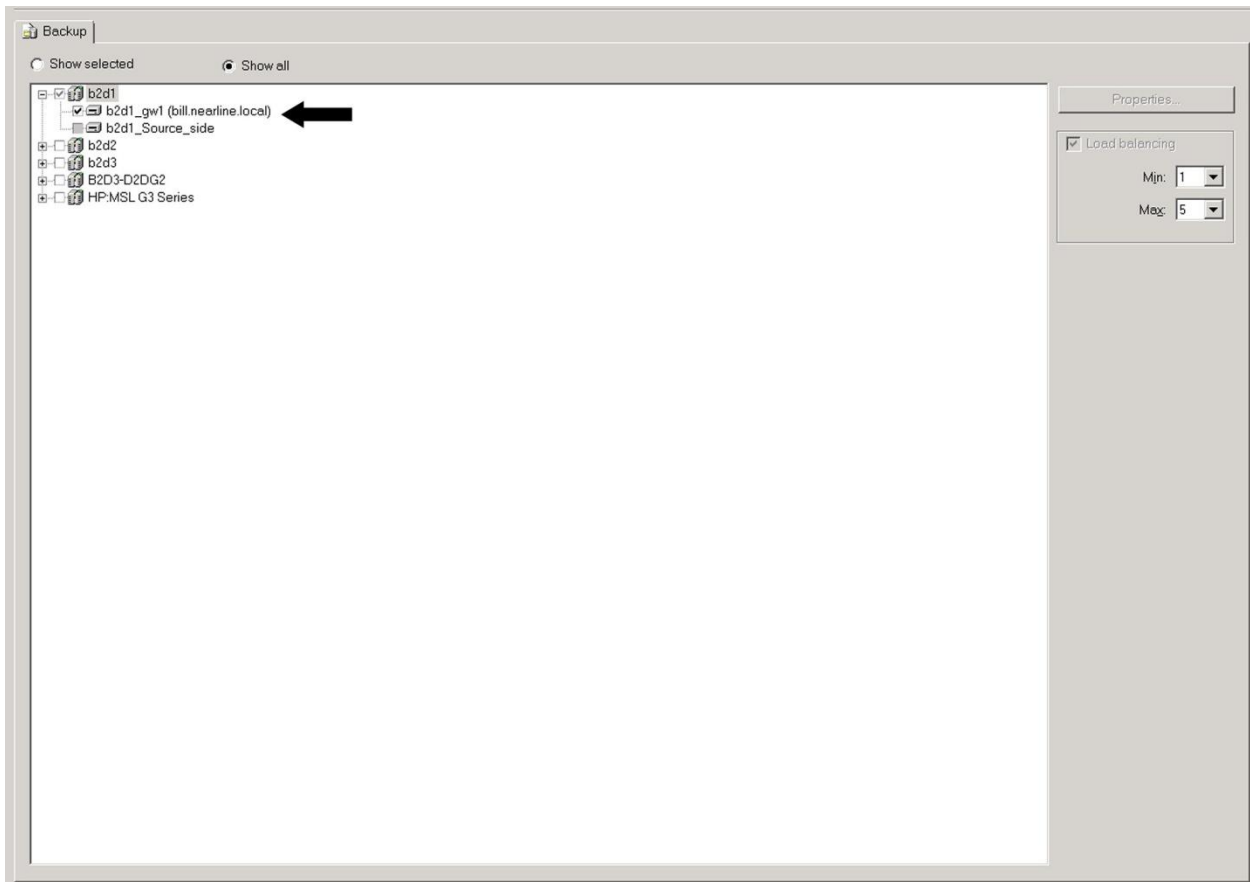 Backup
Show selected
Show all
b2d1
b2d1_gw1 (bill.nearline.local)
b2d1_Source_side
b2d2
b2d3
B2D3-D2DG2
HP:MSL G3 Series
Properties...
Load balancing
Min: 1
Max: 5